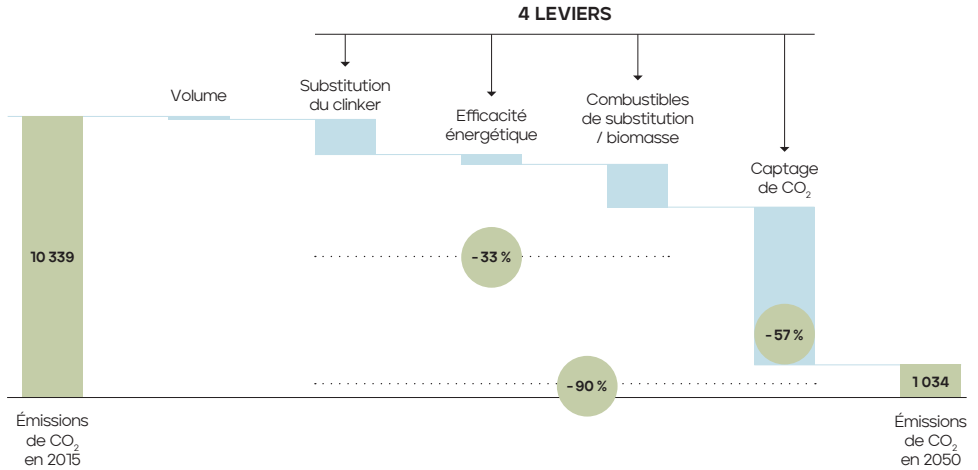 4 LEVIERS
Volume
Substitution
du clinker
Efficacité
énergétique
Combustibles
de substitution
/ biomasse
Captage
de CO₂
10 339
- 33 %
- 57 %
- 90 %
1 034
Émissions
de CO₂
en 2015
Émissions
de CO₂
en 2050